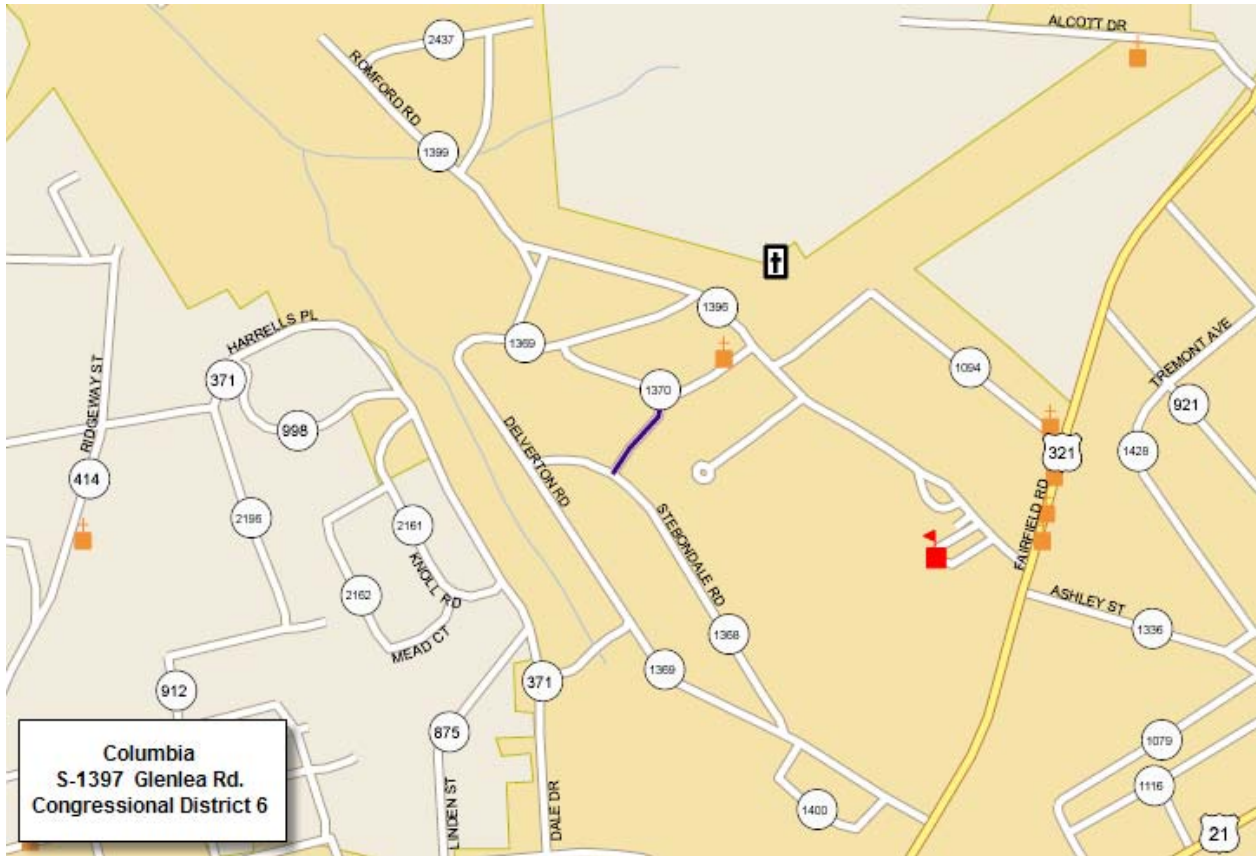 ALCOTT DR
2437
ROMFORD RD
1399
1396
HARRELLS PL
1369
TREMONT AVE
1094
371
1370
921
RIDGEWAY ST
998
DELVERTON RD
321
1428
414
2195
2161
STEBONDALE RD
FAIRFIELD RD
KNOLL RD
2162
ASHLEY ST
MEAD CT
1368
1336
371
1369
912
875
1079
Columbia
S-1397 Glenlea Rd.
Congressional District 6
LINDEN ST
DALE DR
1400
1116
21